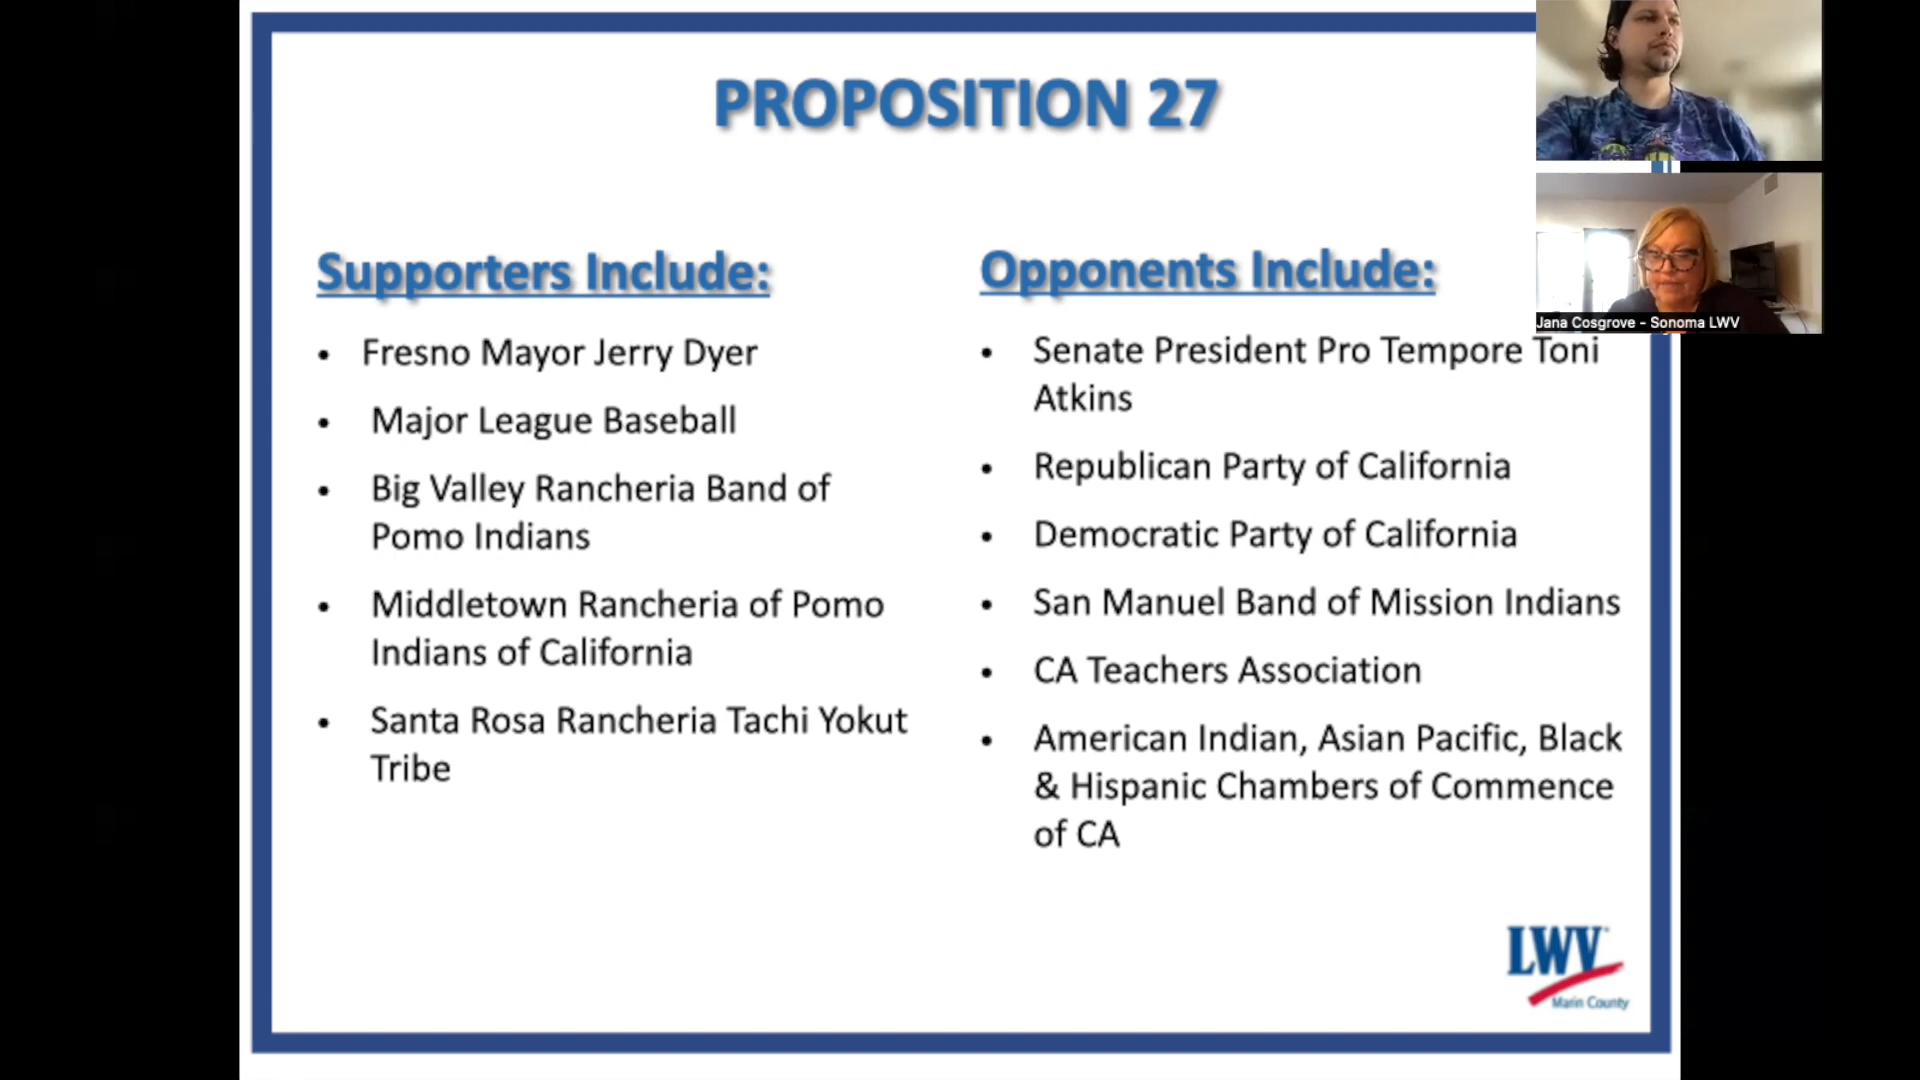 PROPOSITION 27
Supporters Include:
• Fresno Mayor Jerry Dyer
• Major League Baseball
• Big Valley Rancheria Band of
Pomo Indians
• Middletown Rancheria of Pomo
Indians of California
• Santa Rosa Rancheria Tachi Yokut
Tribe
Opponents Include:
• Senate President Pro Tempore Toni
Atkins
• Republican Party of California
• Democratic Party of California
• San Manuel Band of Mission Indians
• CA Teachers Association
• American Indian, Asian Pacific, Black
& Hispanic Chambers of Commence
of CA
Jana Cosgrove - Sonoma LWV
LWV
Marin County